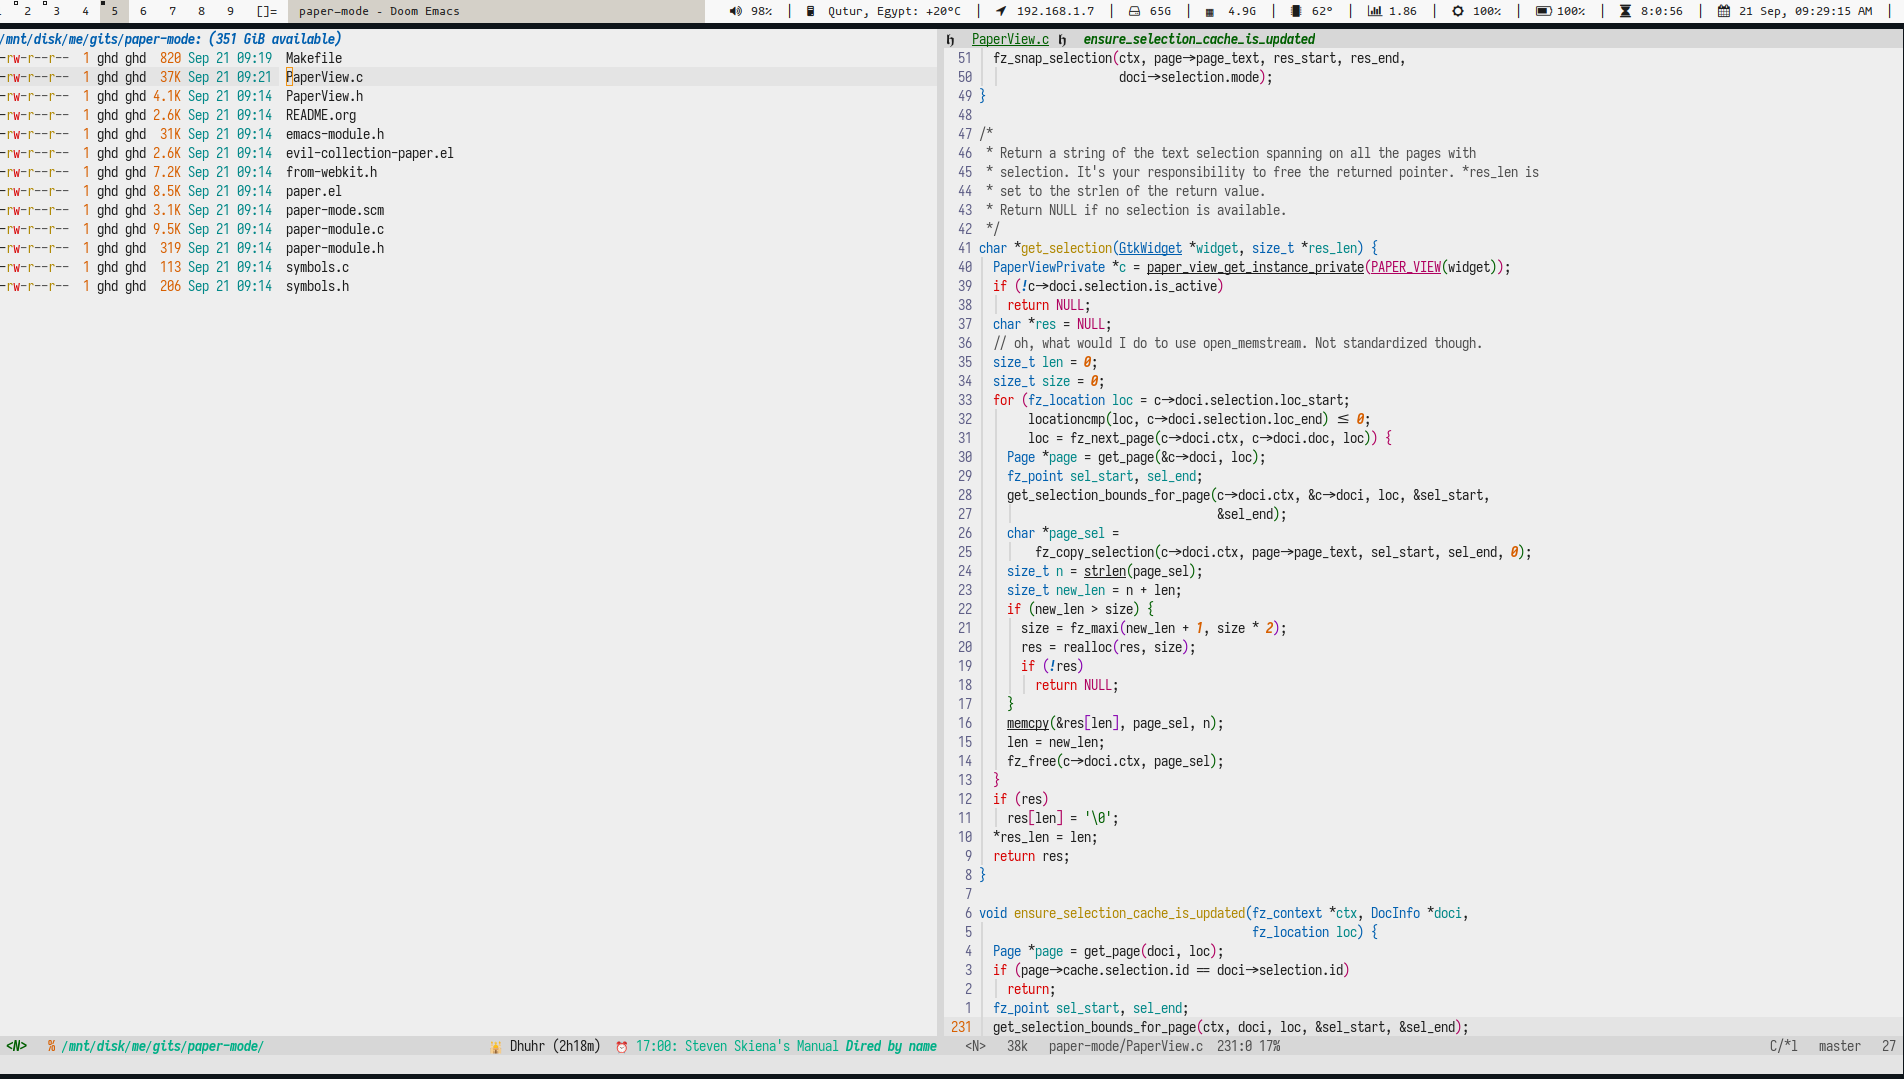 2 3 4 5 6 7 8 9 []= paper-mode - Doom Emacs 98% | Qutur, Egypt: +20°C | 192.168.1.7 | 65G | 4.9G | 62° | 1.86 | 100% | 100% | 8:0:56 | 21 Sep, 09:29:15 AM |
/mnt/disk/me/gits/paper-mode: (351 GiB available)
-rw-r--r-- 1 ghd ghd 820 Sep 21 09:19 Makefile
-rw-r--r-- 1 ghd ghd 37K Sep 21 09:21 PaperView.c
-rw-r--r-- 1 ghd ghd 4.1K Sep 21 09:14 PaperView.h
-rw-r--r-- 1 ghd ghd 2.6K Sep 21 09:14 README.org
-rw-r--r-- 1 ghd ghd 31K Sep 21 09:14 emacs-module.h
-rw-r--r-- 1 ghd ghd 2.6K Sep 21 09:14 evil-collection-paper.el
-rw-r--r-- 1 ghd ghd 7.2K Sep 21 09:14 from-webkit.h
-rw-r--r-- 1 ghd ghd 8.5K Sep 21 09:14 paper.el
-rw-r--r-- 1 ghd ghd 3.1K Sep 21 09:14 paper-mode.scm
-rw-r--r-- 1 ghd ghd 9.5K Sep 21 09:14 paper-module.c
-rw-r--r-- 1 ghd ghd 319 Sep 21 09:14 paper-module.h
-rw-r--r-- 1 ghd ghd 113 Sep 21 09:14 symbols.c
-rw-r--r-- 1 ghd ghd 206 Sep 21 09:14 symbols.h
<N> % /mnt/disk/me/gits/paper-mode/ Dhuhr (2h18m) 17:00: Steven Skiena's Manual Dired by name
PaperView.c ensure_selection_cache_is_updated
51 fz_snap_selection(ctx, page→page_text, res_start, res_end,
50 doci→selection.mode);
49 }
48
47 /*
46 * Return a string of the text selection spanning on all the pages with
45 * selection. It's your responsibility to free the returned pointer. *res_len is
44 * set to the strlen of the return value.
43 * Return NULL if no selection is available.
42 */
41 char *get_selection(GtkWidget *widget, size_t *res_len) {
40 PaperViewPrivate *c = paper_view_get_instance_private(PAPER_VIEW(widget));
39 if (!c→doci.selection.is_active)
38 return NULL;
37 char *res = NULL;
36 // oh, what would I do to use open_memstream. Not standardized though.
35 size_t len = 0;
34 size_t size = 0;
33 for (fz_location loc = c→doci.selection.loc_start;
32 locationcmp(loc, c→doci.selection.loc_end) ≤ 0;
31 loc = fz_next_page(c→doci.ctx, c→doci.doc, loc)) {
30 Page *page = get_page(&c→doci, loc);
29 fz_point sel_start, sel_end;
28 get_selection_bounds_for_page(c→doci.ctx, &c→doci, loc, &sel_start,
27 &sel_end);
26 char *page_sel =
25 fz_copy_selection(c→doci.ctx, page→page_text, sel_start, sel_end, 0);
24 size_t n = strlen(page_sel);
23 size_t new_len = n + len;
22 if (new_len > size) {
21 size = fz_maxi(new_len + 1, size * 2);
20 res = realloc(res, size);
19 if (!res)
18 return NULL;
17 }
16 memcpy(&res[len], page_sel, n);
15 len = new_len;
14 fz_free(c→doci.ctx, page_sel);
13 }
12 if (res)
11 res[len] = '\0';
10 *res_len = len;
9 return res;
8 }
7
6 void ensure_selection_cache_is_updated(fz_context *ctx, DocInfo *doci,
5 fz_location loc) {
4 Page *page = get_page(doci, loc);
3 if (page→cache.selection.id == doci→selection.id)
2 return;
1 fz_point sel_start, sel_end;
231 get_selection_bounds_for_page(ctx, doci, loc, &sel_start, &sel_end);
<N> 38k paper-mode/PaperView.c 231:0 17% C/*l master 27